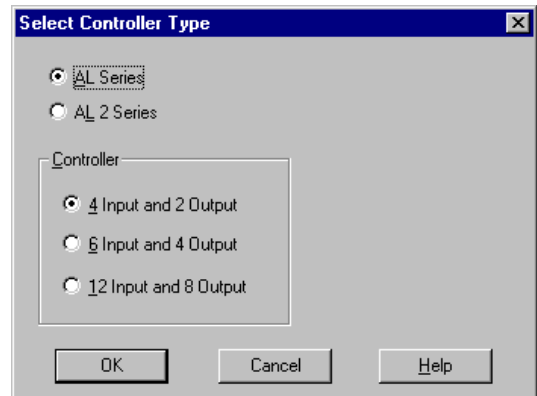 Select Controller Type
AL Series
AL 2 Series
Controller
4 Input and 2 Output
6 Input and 4 Output
12 Input and 8 Output
OK Cancel Help